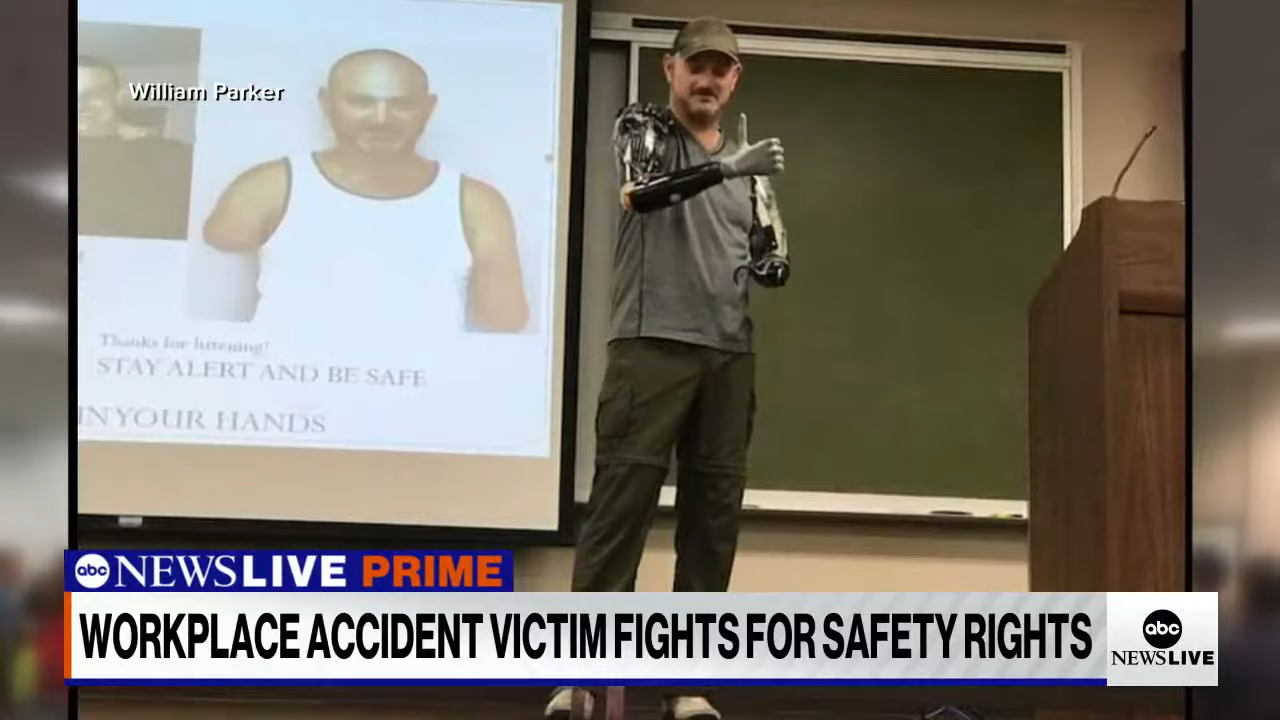 William Parker
Thanks for listening!
STAY ALERT AND BE SAFE
IN YOUR HANDS
abc NEWS LIVE PRIME
WORKPLACE ACCIDENT VICTIM FIGHTS FOR SAFETY RIGHTS
abc
NEWS LIVE